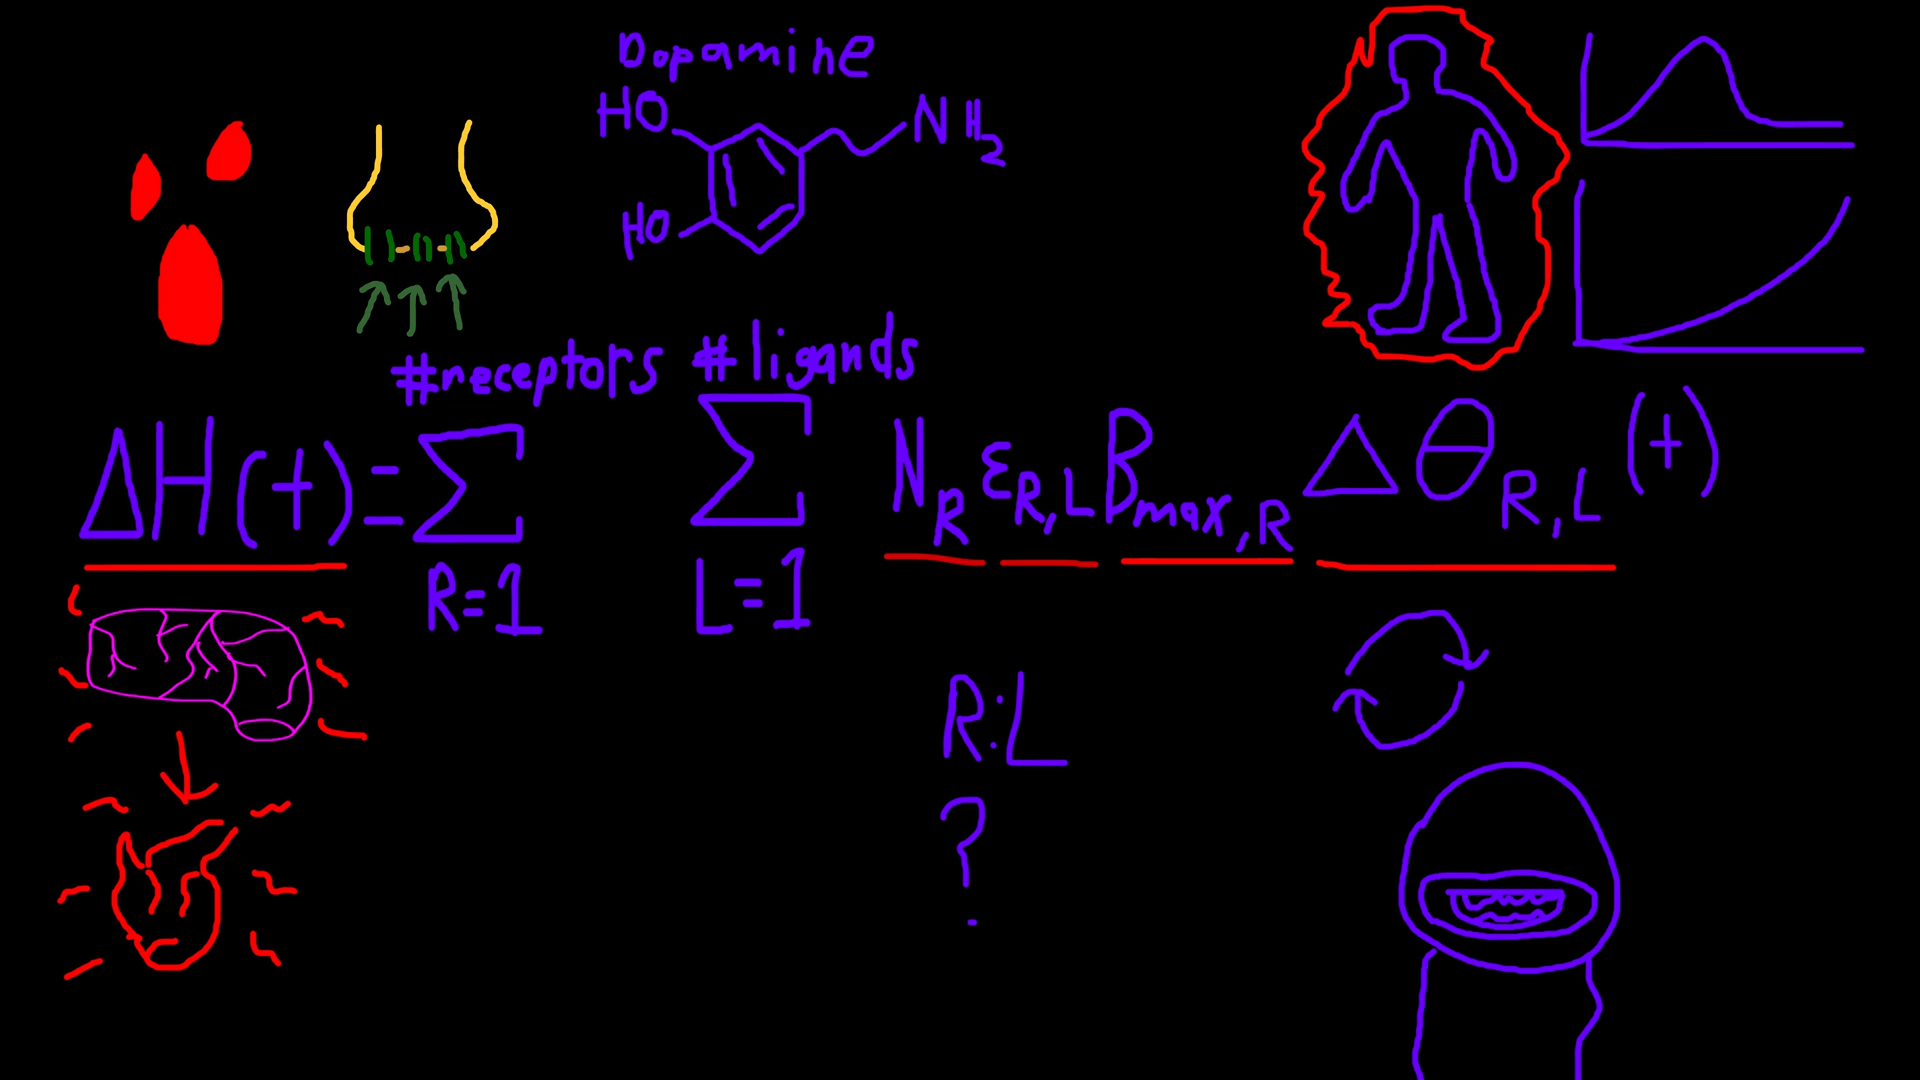 Dopamine
HO
NH₂
HO
#receptors #ligands
ΔH(t)=Σ Σ N_R ε_R,L B_max,R Δθ_R,L (t)
R=1 L=1
R:L
?